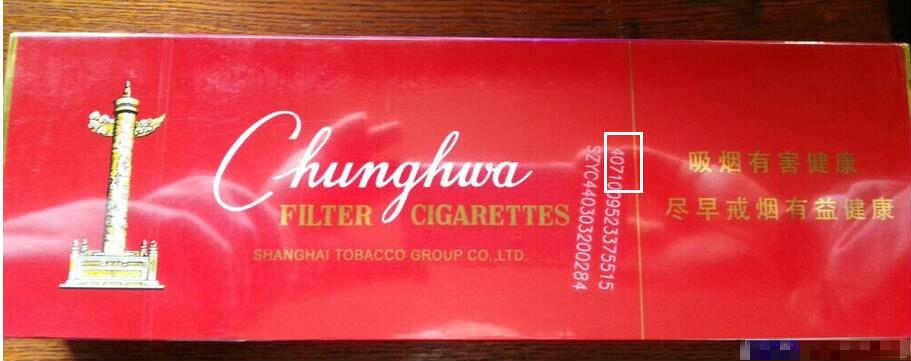 Chunghwa
FILTER CIGARETTES
SHANGHAI TOBACCO GROUP CO.,LTD.
4071009523375515
SZYC440303200284
吸烟有害健康
尽早戒烟有益健康